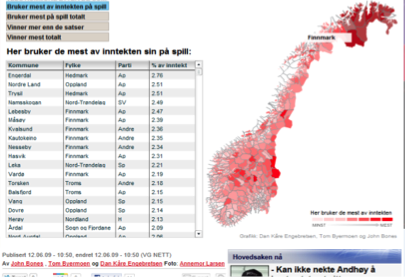 Bruker mest av inntekten på spill
Bruker mest på spill totalt
Vinner mer enn de satser
Vinner mest totalt
Her bruker de mest av inntekten sin på spill:
Kommune Fylke Parti % av inntekt
Engerdal Hedmark Ap 2.76
Nordre Land Oppland Ap 2.51
Trysil Hedmark Ap 2.51
Namsskogan Nord-Trøndelag SV 2.49
Lebesby Finnmark Ap 2.47
Måsøy Finnmark Ap 2.39
Kvalsund Finnmark Andre 2.36
Kautokeino Finnmark Andre 2.35
Nesseby Finnmark Andre 2.34
Hasvik Finnmark Ap 2.31
Leka Nord-Trøndelag Sp 2.21
Vardø Finnmark Ap 2.19
Torsken Troms Andre 2.18
Balsfjord Troms Ap 2.15
Vang Oppland Sp 2.15
Dovre Oppland Sp 2.14
Herøy Nordland H 2.13
Årdal Sogn og Fjordane Ap 2.09
Nord-Aurdal Oppland Ap 2.08
Finnmark
Her bruker de mest av inntekten
MINST MEST
Grafikk: Dan Kåre Engebretsen, Tom Byermoen og John Bones
Publisert 12.06.09 - 10:50, endret 12.06.09 - 10:50 (VG NETT)
Av John Bones , Tom Byermoen og Dan Kåre Engebretsen Foto: Annemor Larsen
Hovedsaken nå
- Kan ikke nekte Andhøy å